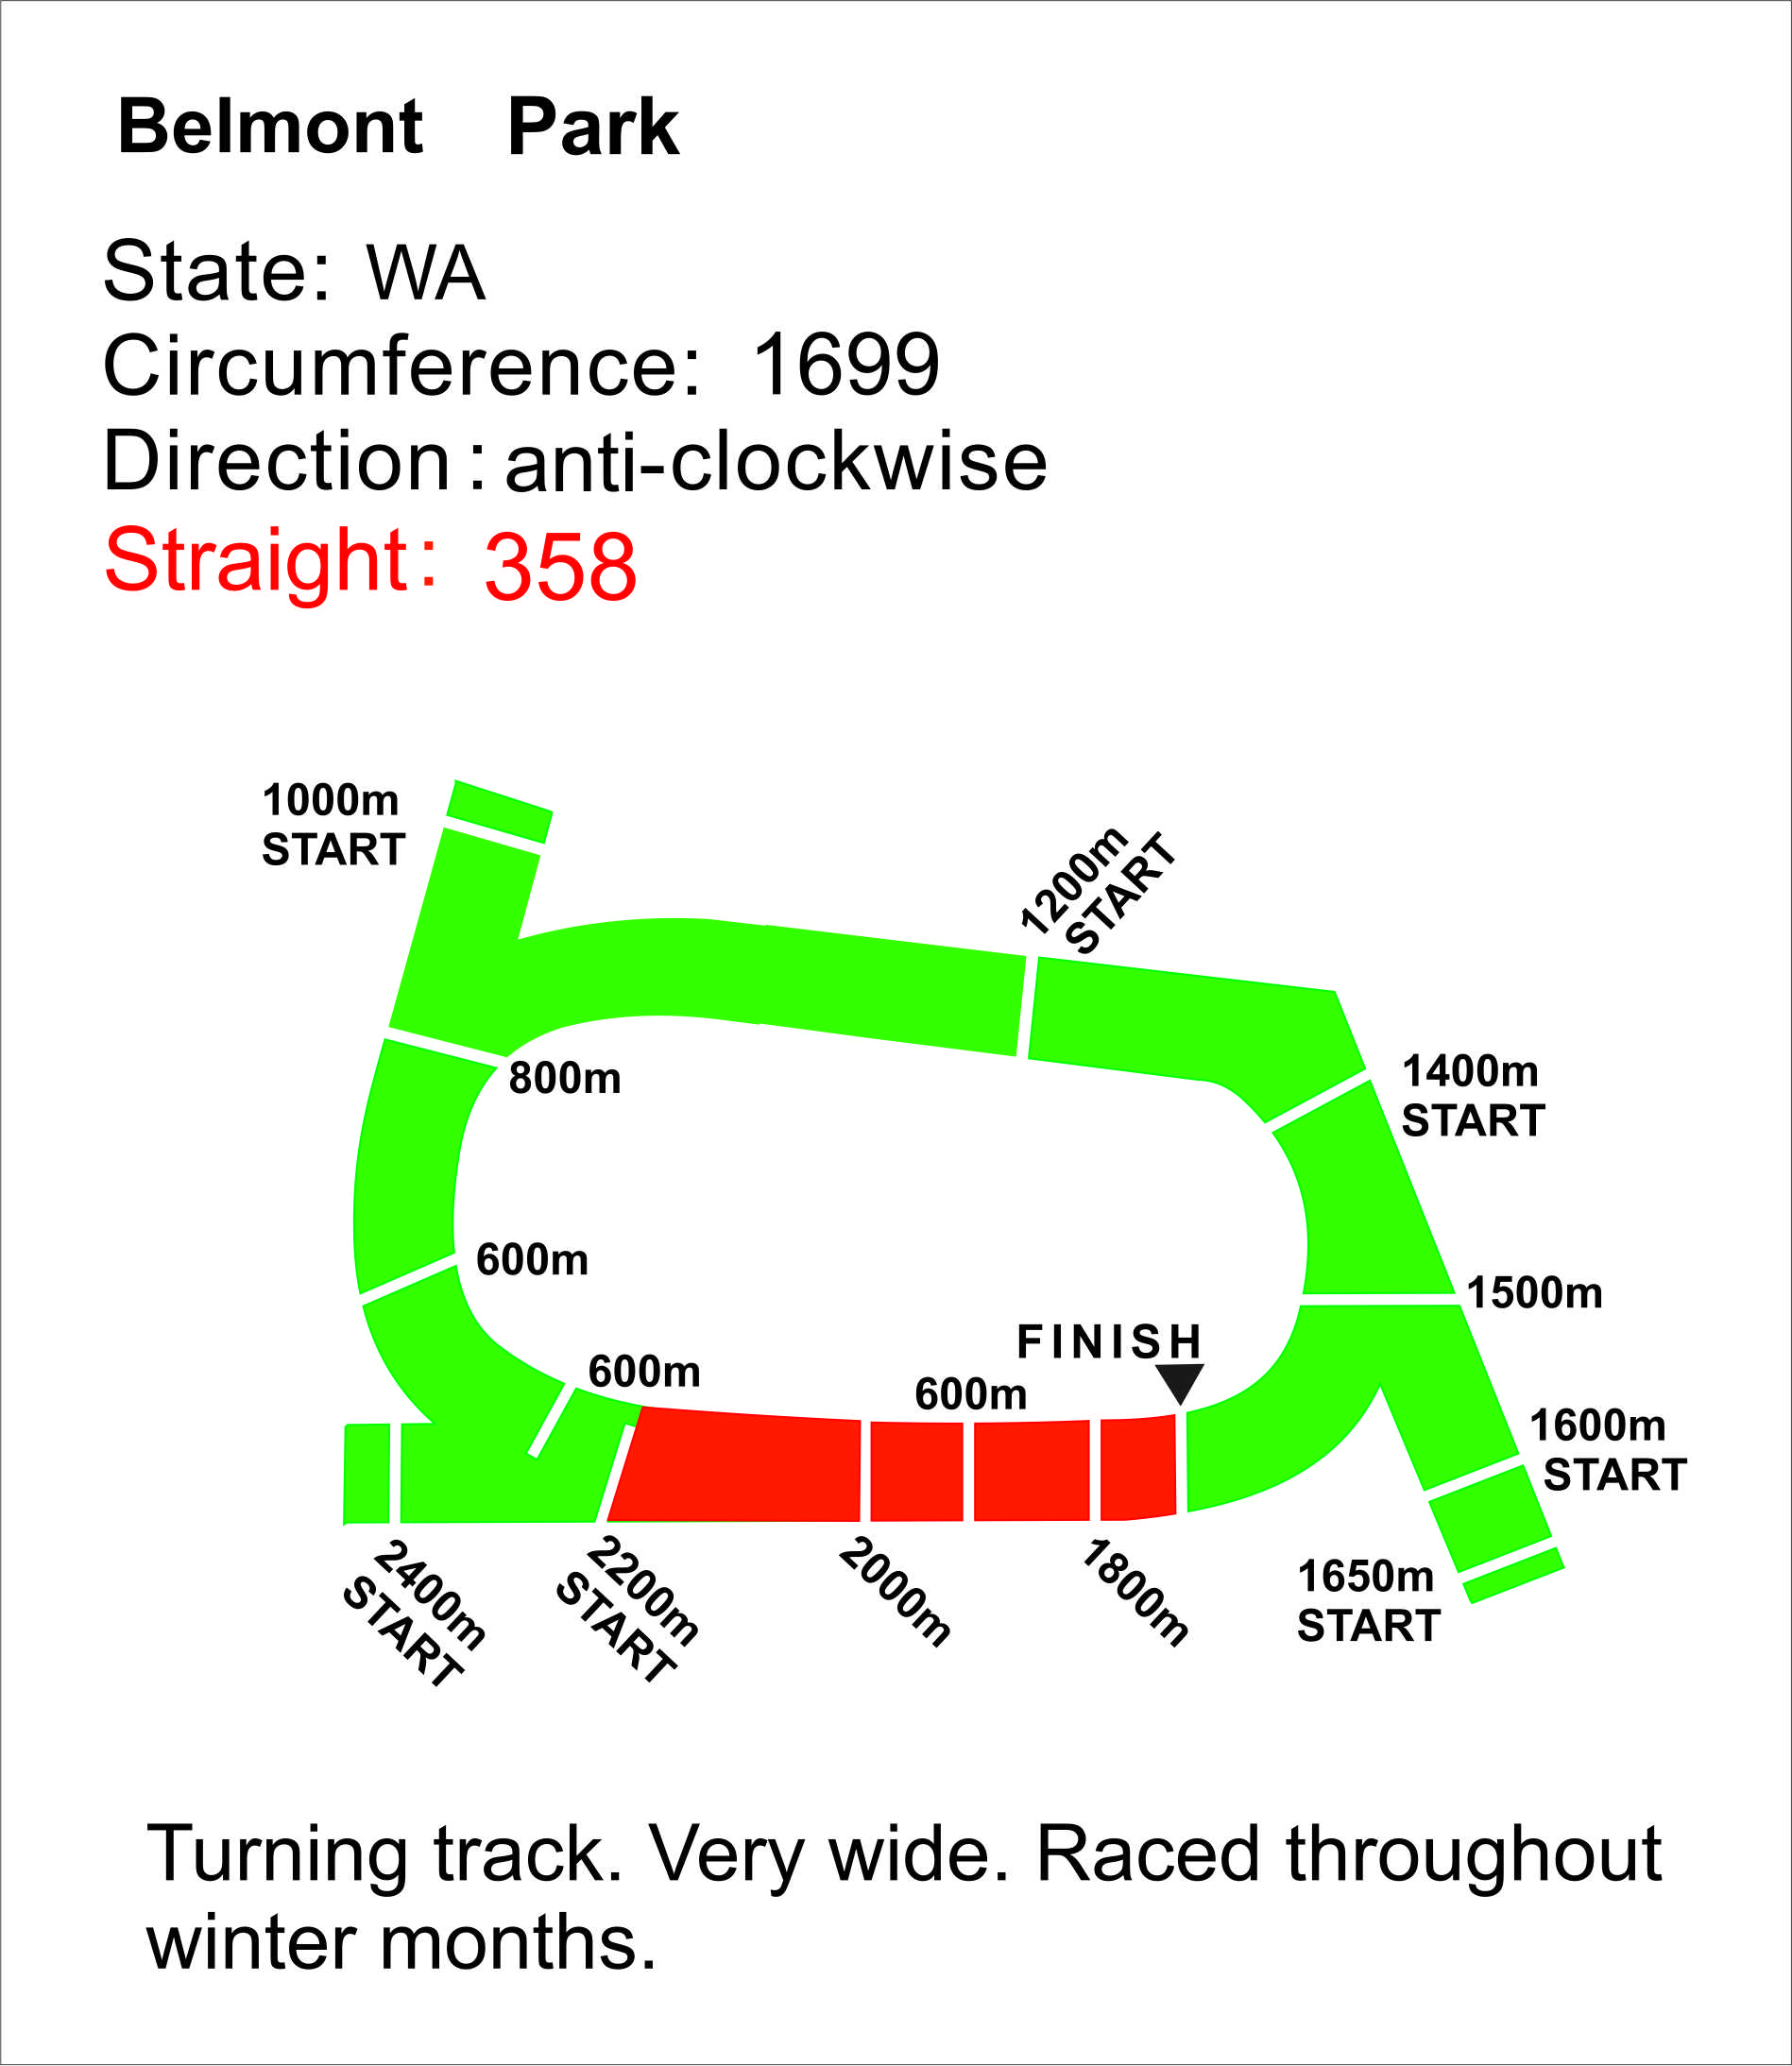 Belmont Park
State: WA
Circumference: 1699
Direction : anti-clockwise
Straight: 358
1000m
START
1200m
START
800m
1400m
START
600m
1500m
FINISH
600m
600m
1600m
START
2400m
START
2200m
START
2000m
1800m
1650m
START
Turning track. Very wide. Raced throughout
winter months.